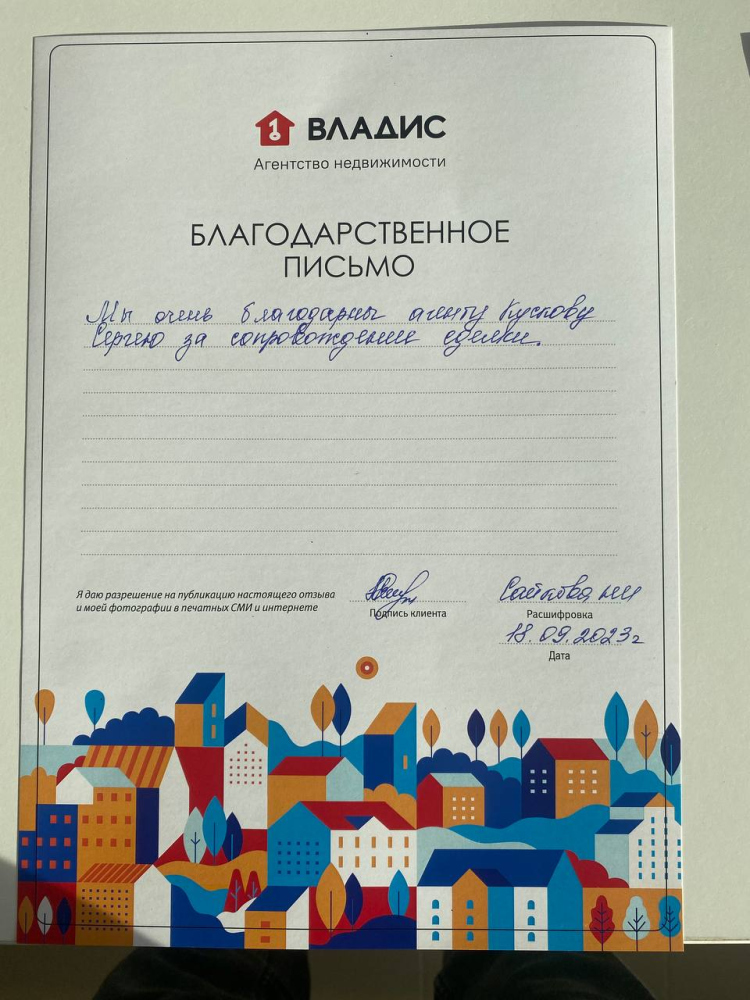 ВЛАДИС
Агентство недвижимости
БЛАГОДАРСТВЕННОЕ
ПИСЬМО
Мы очень благодарны агенту Кускову
Сергею за сопровождение сделки.
Я даю разрешение на публикацию настоящего отзыва
и моей фотографии в печатных СМИ и интернете
Подпись клиента
Расшифровка
18.09.2023г
Дата